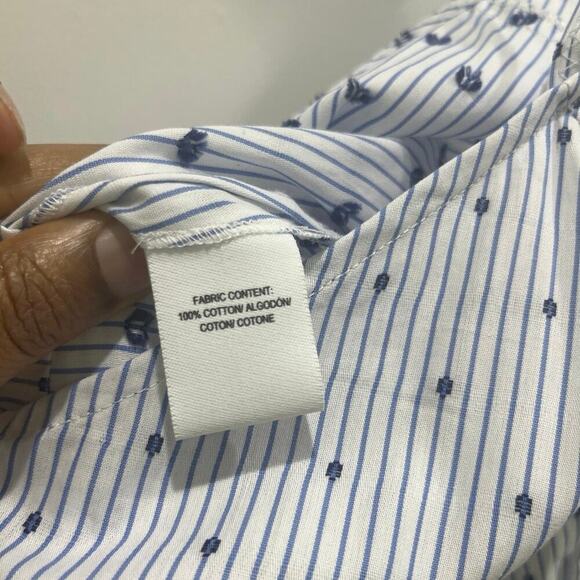 FABRIC CONTENT:
100% COTTON/ ALGODÓN/
COTON/ COTONE